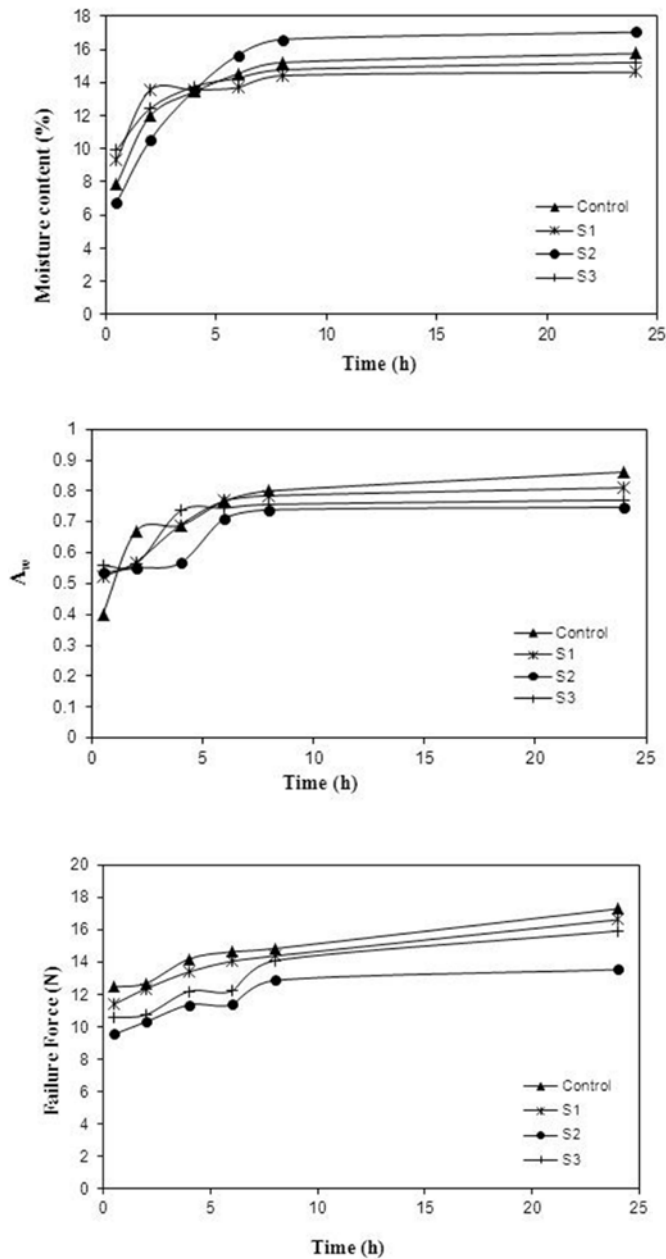 18
16
14
12
10
8
6
4
2
0
Moisture content (%)
Control
S1
S2
S3
0 5 10 15 20 25
Time (h)
1
0.9
0.8
0.7
0.6
0.5
0.4
0.3
0.2
0.1
0
Aw
Control
S1
S2
S3
0 5 10 15 20 25
Time (h)
20
18
16
14
12
10
8
6
4
2
0
Failure Force (N)
Control
S1
S2
S3
0 5 10 15 20 25
Time (h)